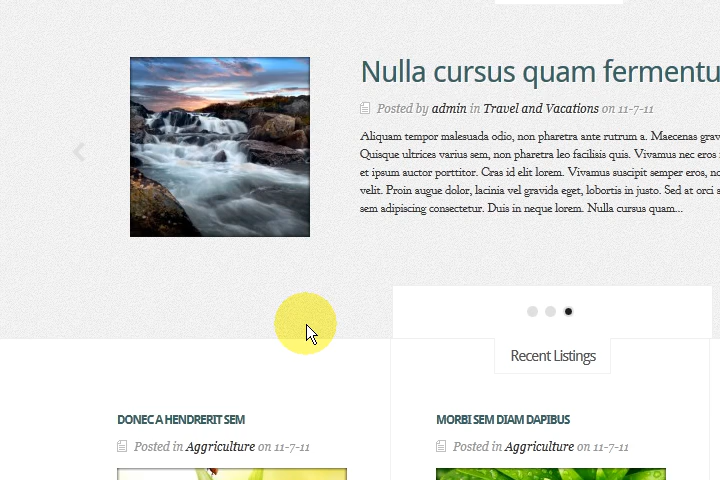 Nulla cursus quam fermentu
Posted by admin in Travel and Vacations on 11-7-11
Aliquam tempor malesuada odio, non pharetra ante rutrum a. Maecenas grav
Quisque ultrices varius sem, non pharetra leo facilisis quis. Vivamus nec eros
et ipsum auctor porttitor. Cras id elit lorem. Vivamus suscipit semper eros, no
velit. Proin augue dolor, lacinia vel gravida eget, lobortis in justo. Sed at orci
sem adipiscing consectetur. Duis in neque lorem. Nulla cursus quam...
Recent Listings
DONEC A HENDRERIT SEM
Posted in Aggriculture on 11-7-11
MORBI SEM DIAM DAPIBUS
Posted in Aggriculture on 11-7-11